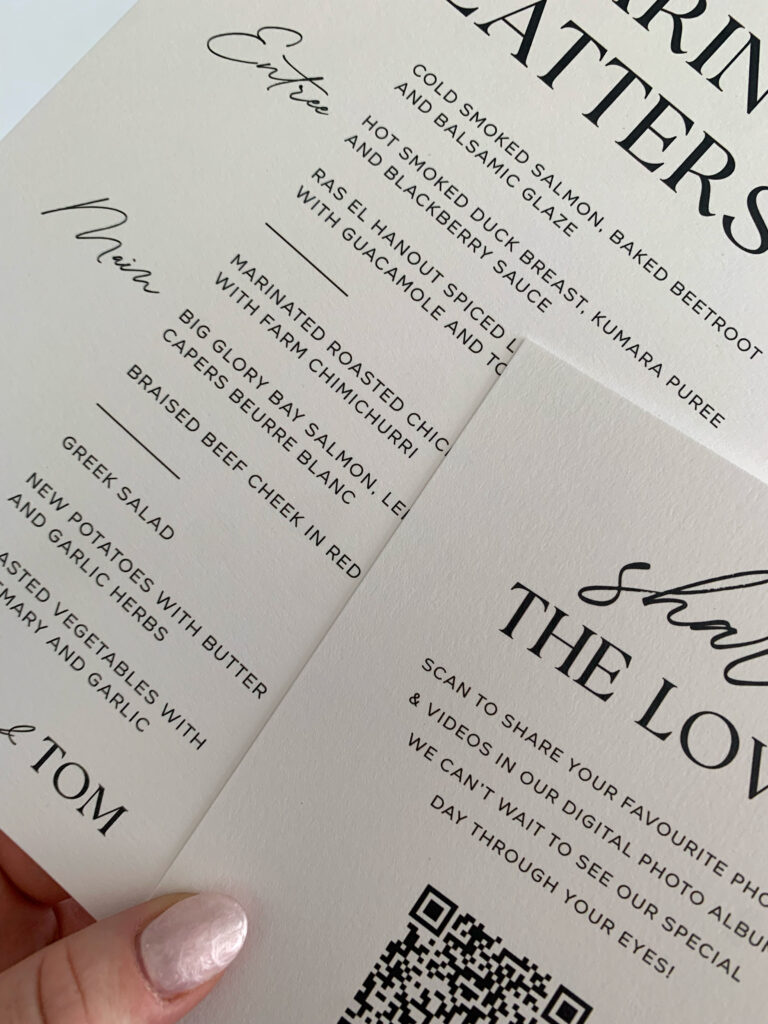 LATTERS
Entree
COLD SMOKED SALMON, BAKED BEETROOT
AND BALSAMIC GLAZE
HOT SMOKED DUCK BREAST, KUMARA PUREE
AND BLACKBERRY SAUCE
RAS EL HANOUT SPICED
WITH GUACAMOLE AND
Main
MARINATED ROASTED
WITH FARM CHIMICHURRI
BIG GLORY BAY SALMON,
CAPERS BEURRE BLANC
BRAISED BEEF CHEEK IN RED
GREEK SALAD
NEW POTATOES WITH BUTTER
AND GARLIC HERBS
ASTED VEGETABLES WITH
EMARY AND GARLIC
& TOM
shar
THE LOV
SCAN TO SHARE YOUR FAVOURITE PHO
& VIDEOS IN OUR DIGITAL PHOTO ALBUM
WE CAN'T WAIT TO SEE OUR SPECIAL
DAY THROUGH YOUR EYES!